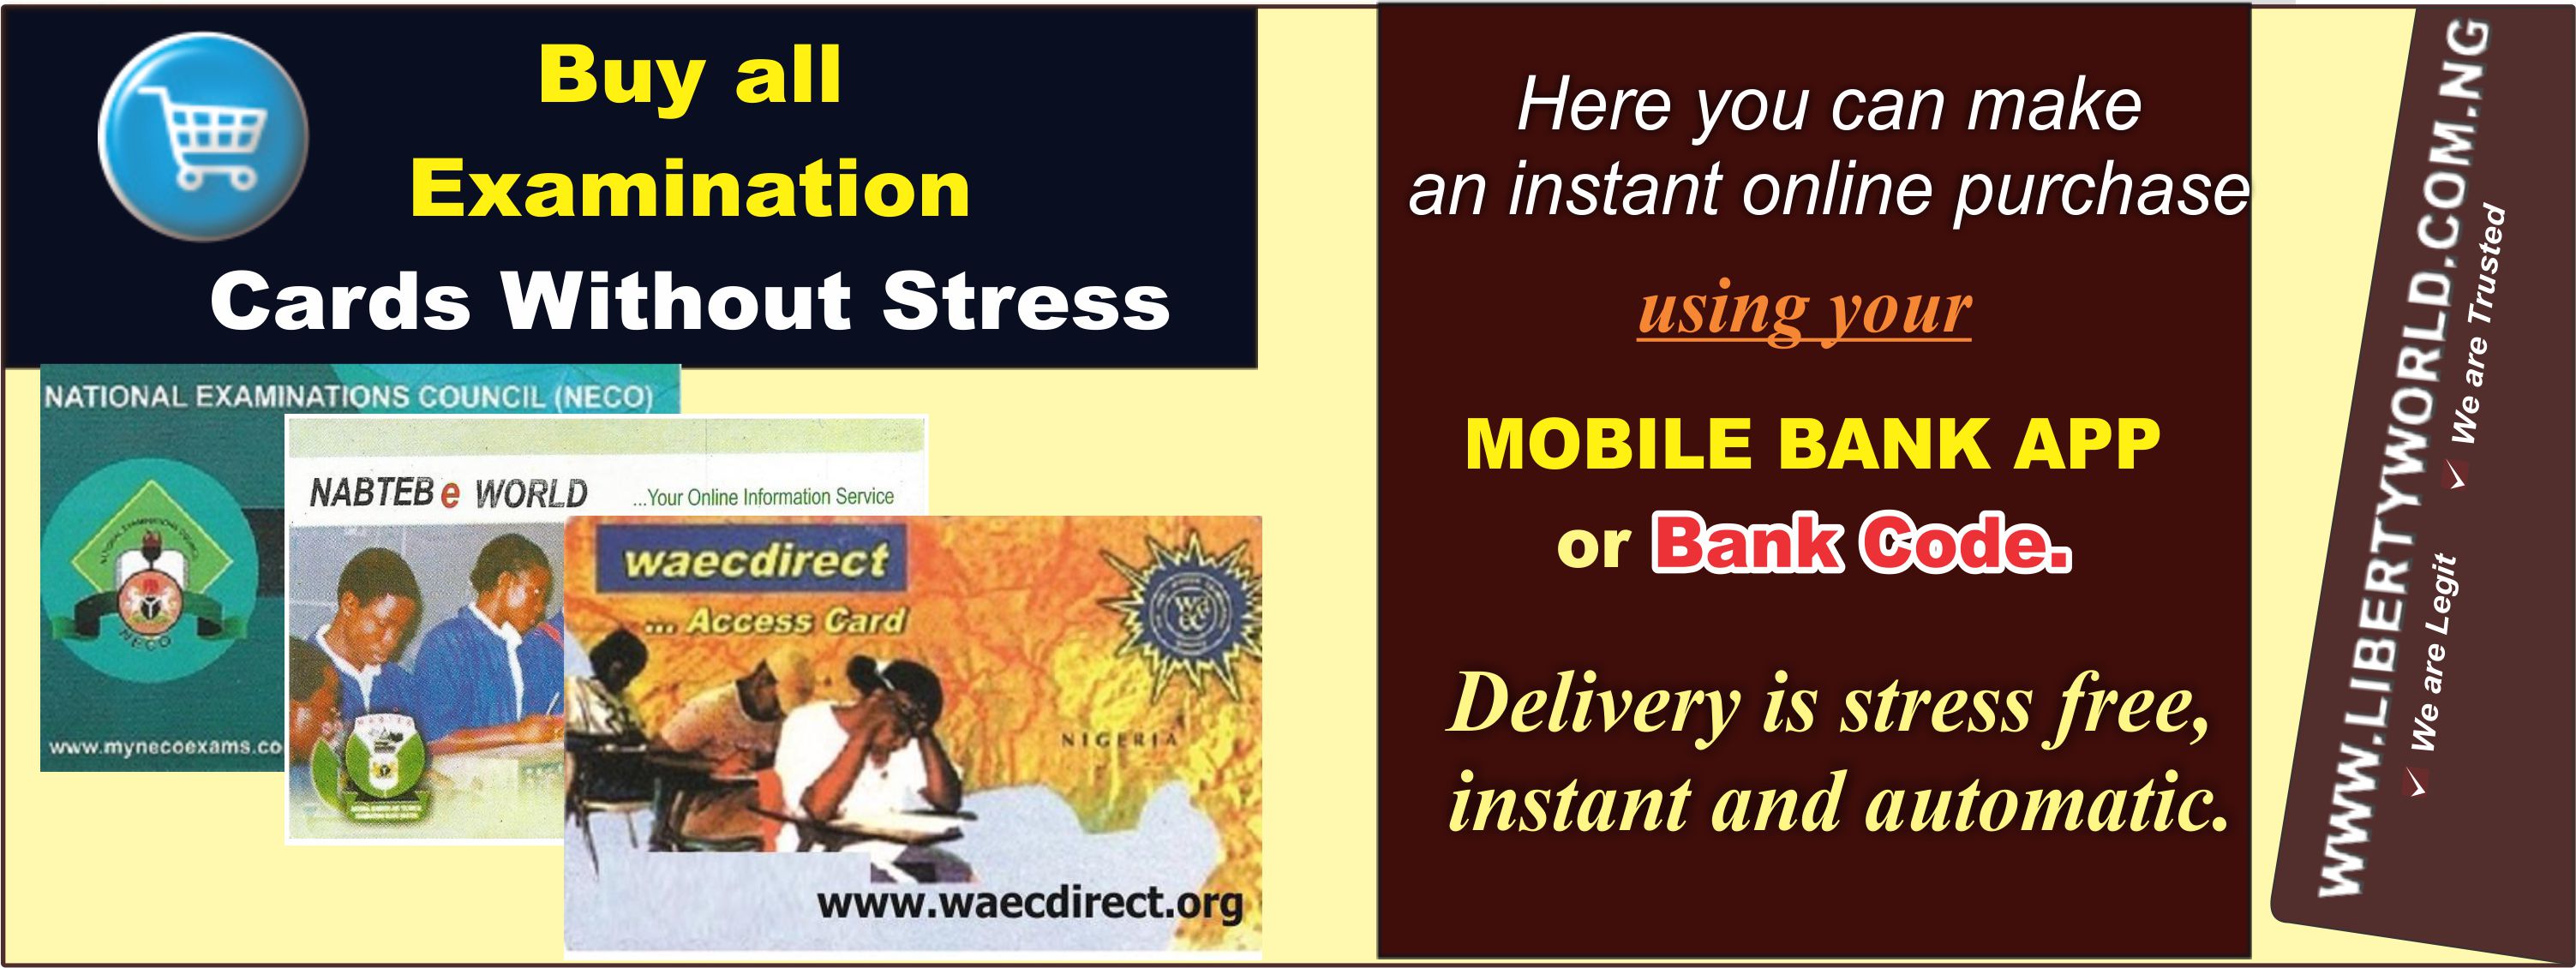 Buy all
Examination
Cards Without Stress
NATIONAL EXAMINATIONS COUNCIL (NECO)
NECO
www.mynecoexams.co
NABTEB e WORLD
...Your Online Information Service
NABTEB
waecdirect
... Access Card
NIGERIA
www.waecdirect.org
Here you can make
an instant online purchase
using your
MOBILE BANK APP
or Bank Code.
Delivery is stress free,
instant and automatic.
WWW.LIBERTYWORLD.COM.NG
We are Legit
We are Trusted